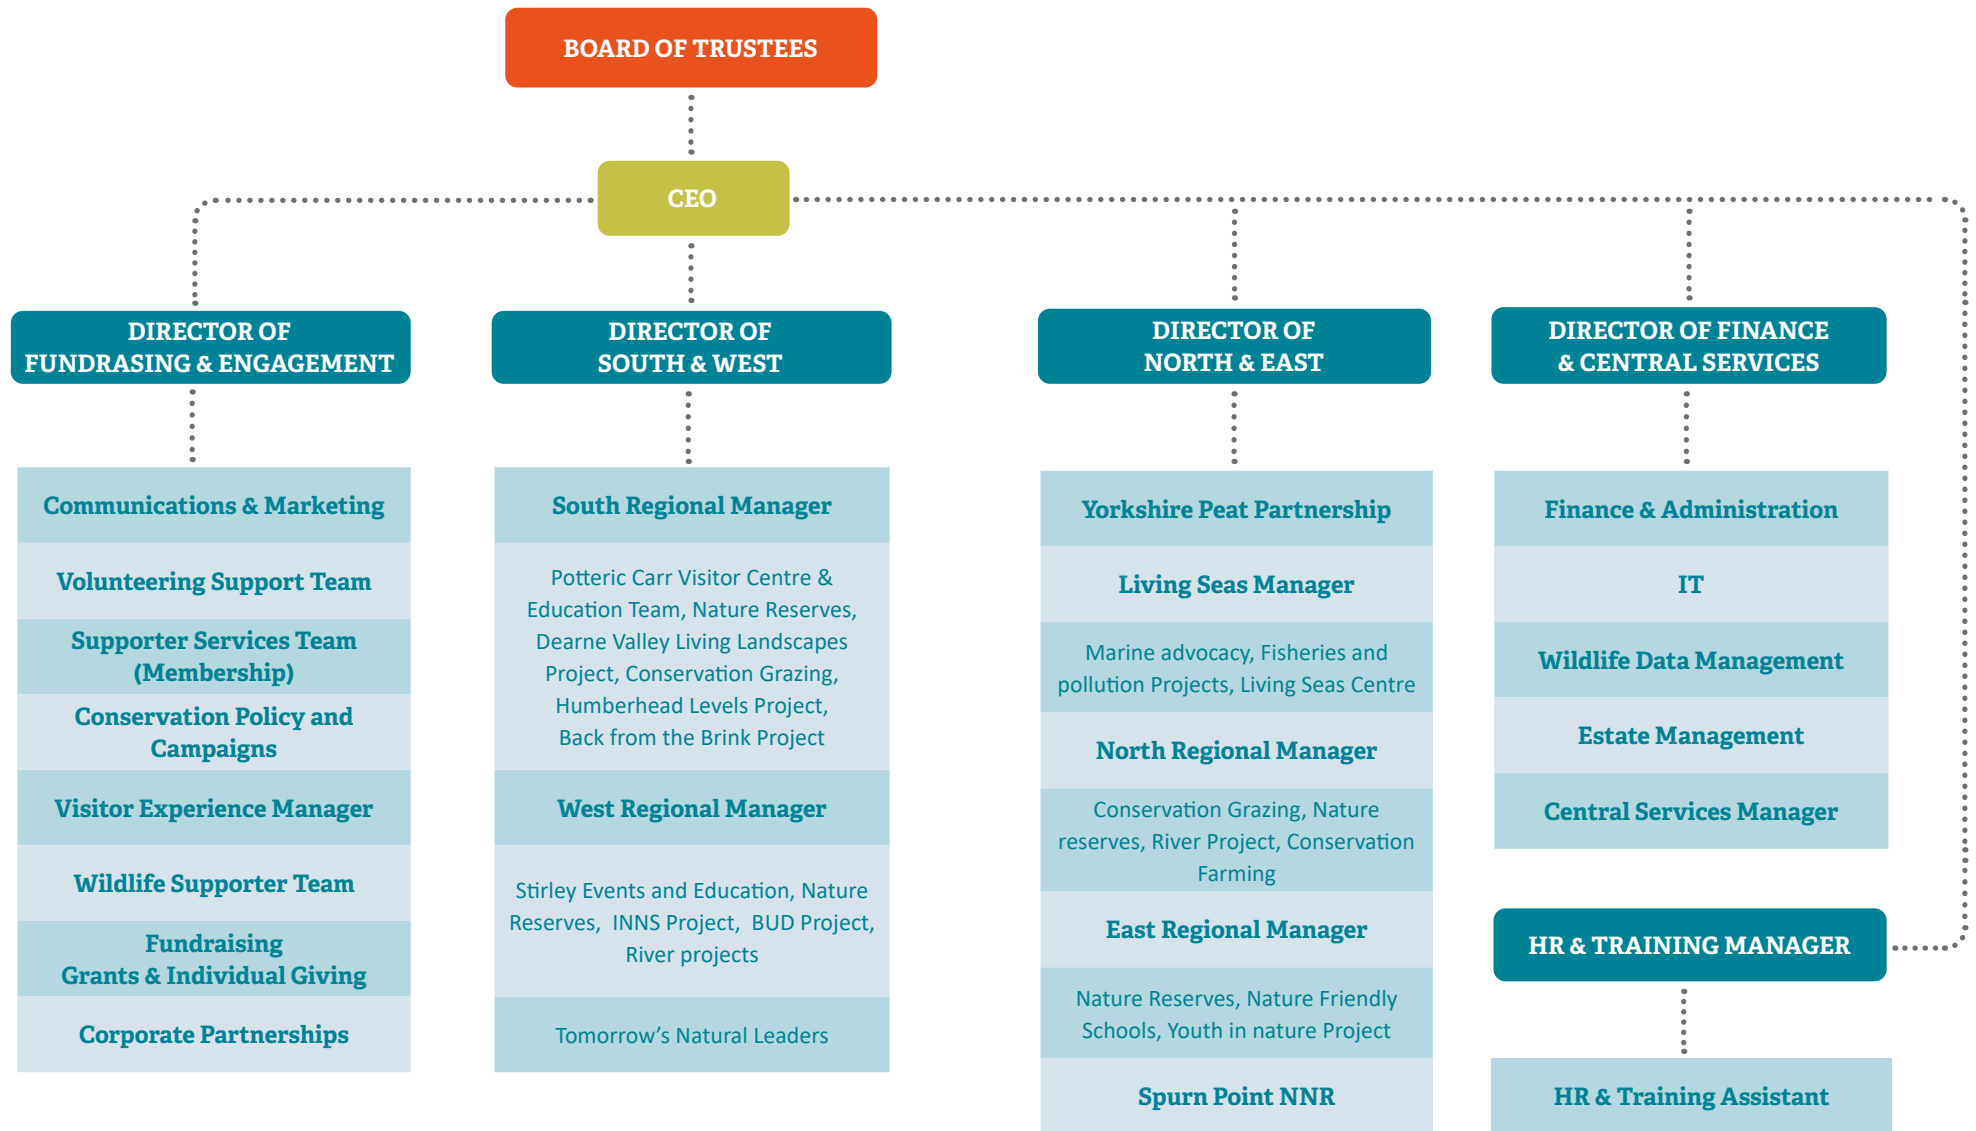 BOARD OF TRUSTEES
CEO
DIRECTOR OF
FUNDRASING & ENGAGEMENT
Communications & Marketing
Volunteering Support Team
Supporter Services Team
(Membership)
Conservation Policy and
Campaigns
Visitor Experience Manager
Wildlife Supporter Team
Fundraising
Grants & Individual Giving
Corporate Partnerships
DIRECTOR OF
SOUTH & WEST
South Regional Manager
Potteric Carr Visitor Centre &
Education Team, Nature Reserves,
Dearne Valley Living Landscapes
Project, Conservation Grazing,
Humberhead Levels Project,
Back from the Brink Project
West Regional Manager
Stirley Events and Education, Nature
Reserves, INNS Project, BUD Project,
River projects
Tomorrow's Natural Leaders
DIRECTOR OF
NORTH & EAST
Yorkshire Peat Partnership
Living Seas Manager
Marine advocacy, Fisheries and
pollution Projects, Living Seas Centre
North Regional Manager
Conservation Grazing, Nature
reserves, River Project, Conservation
Farming
East Regional Manager
Nature Reserves, Nature Friendly
Schools, Youth in nature Project
Spurn Point NNR
DIRECTOR OF FINANCE
& CENTRAL SERVICES
Finance & Administration
IT
Wildlife Data Management
Estate Management
Central Services Manager
HR & TRAINING MANAGER
HR & Training Assistant